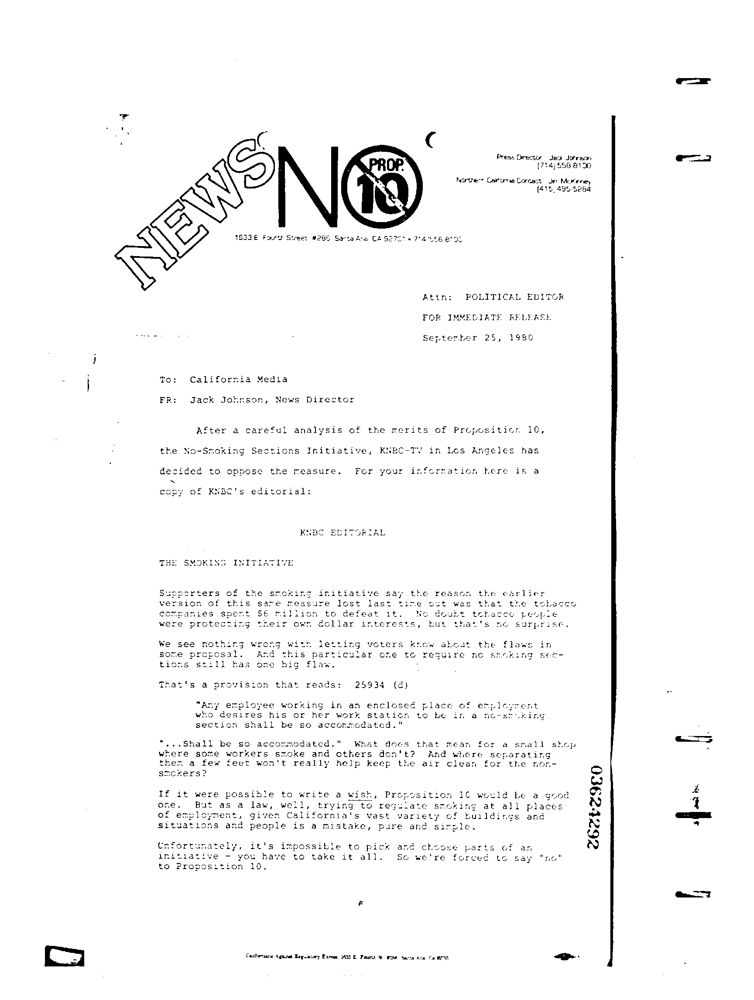 NEWS
NO
PROP.
10
Press Director: Jack Johnson
(714) 558-8100
Northern California Contact: Jim McKinney
(415) 495-5284
1633 E. Fourth Street #286 Santa Ana CA 92701 • 714/558-8100
Attn: POLITICAL EDITOR
FOR IMMEDIATE RELEASE
September 25, 1980
To: California Media
FR: Jack Johnson, News Director
After a careful analysis of the merits of Proposition 10,
the No-Smoking Sections Initiative, KNBC-TV in Los Angeles has
decided to oppose the measure. For your information here is a
copy of KNBC's editorial:
KNBC EDITORIAL
THE SMOKING INITIATIVE
Supporters of the smoking initiative say the reason the earlier
version of this same measure lost last time out was that the tobacco
companies spent $6 million to defeat it. No doubt tobacco people
were protecting their own dollar interests, but that's no surprise.
We see nothing wrong with letting voters know about the flaws in
some proposal. And this particular one to require no smoking sec-
tions still has one big flaw.
That's a provision that reads: 25934 (d)
"Any employee working in an enclosed place of employment
who desires his or her work station to be in a no-smoking
section shall be so accommodated."
"...Shall be so accommodated." What does that mean for a small shop
where some workers smoke and others don't? And where separating
them a few feet won't really help keep the air clean for the non-
smokers?
If it were possible to write a wish, Proposition 10 would be a good
one. But as a law, well, trying to regulate smoking at all places
of employment, given California's vast variety of buildings and
situations and people is a mistake, pure and simple.
Unfortunately, it's impossible to pick and choose parts of an
initiative - you have to take it all. So we're forced to say "no"
to Proposition 10.
#
Californians Against Regulatory Excess, 1633 E. Fourth St. #286, Santa Ana, Ca 92701
03624292